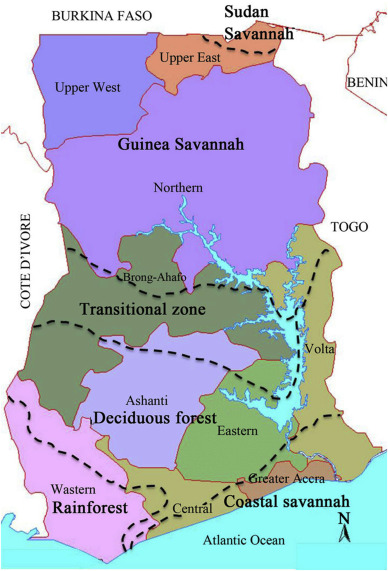 BURKINA FASO
Sudan
Savannah
Upper East
Upper West
BENIN
Guinea Savannah
Northern
COTE D'IVORE
TOGO
Brong-Ahafo
Transitional zone
Volta
Ashanti
Deciduous forest
Eastern
Greater Accra
Wastern
Rainforest
Central
Coastal savannah
N
Atlantic Ocean